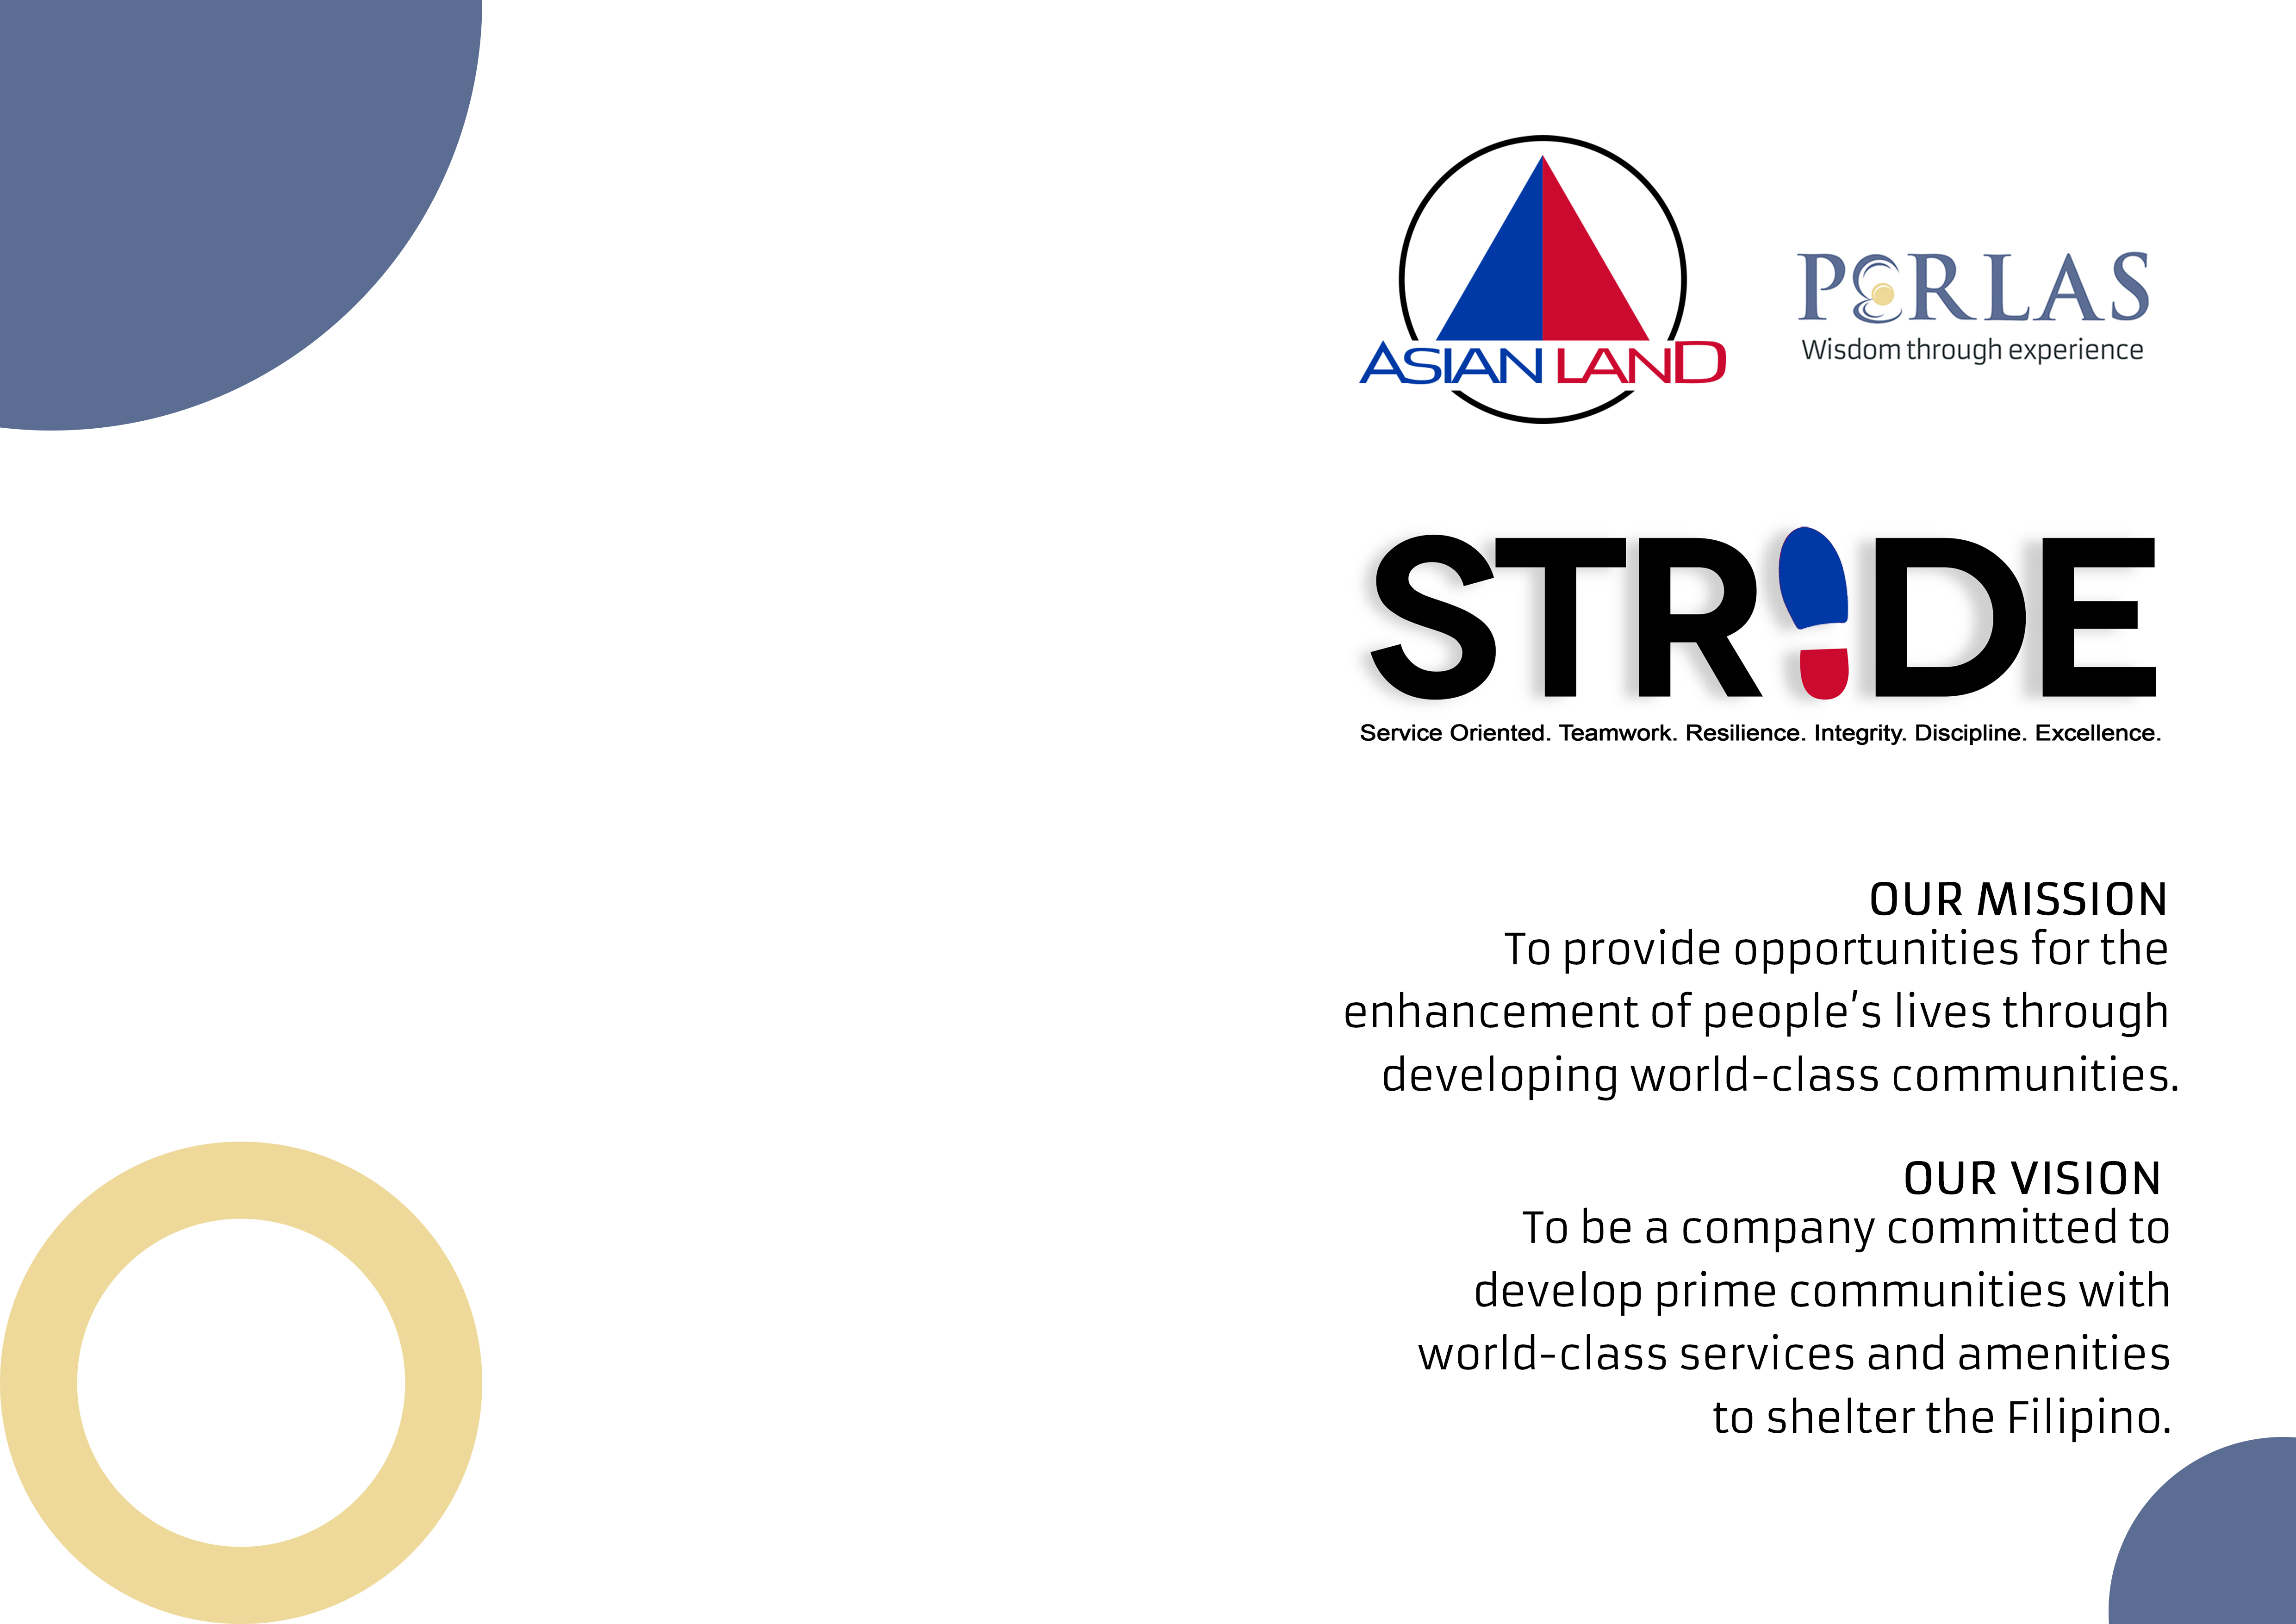 ASIAN LAND
PERLAS
Wisdom through experience
STRIDE
Service Oriented. Teamwork. Resilience. Integrity. Discipline. Excellence.
OUR MISSION
To provide opportunities for the
enhancement of people's lives through
developing world-class communities.
OUR VISION
To be a company committed to
develop prime communities with
world-class services and amenities
to shelter the Filipino.